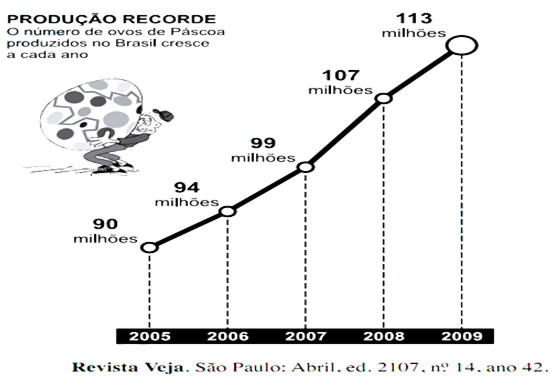 PRODUÇÃO RECORDE
O número de ovos de Páscoa
produzidos no Brasil cresce
a cada ano
113
milhões
107
milhões
99
milhões
94
milhões
90
milhões
2005 2006 2007 2008 2009
Revista Veja. São Paulo: Abril, ed. 2107, nº 14, ano 42.